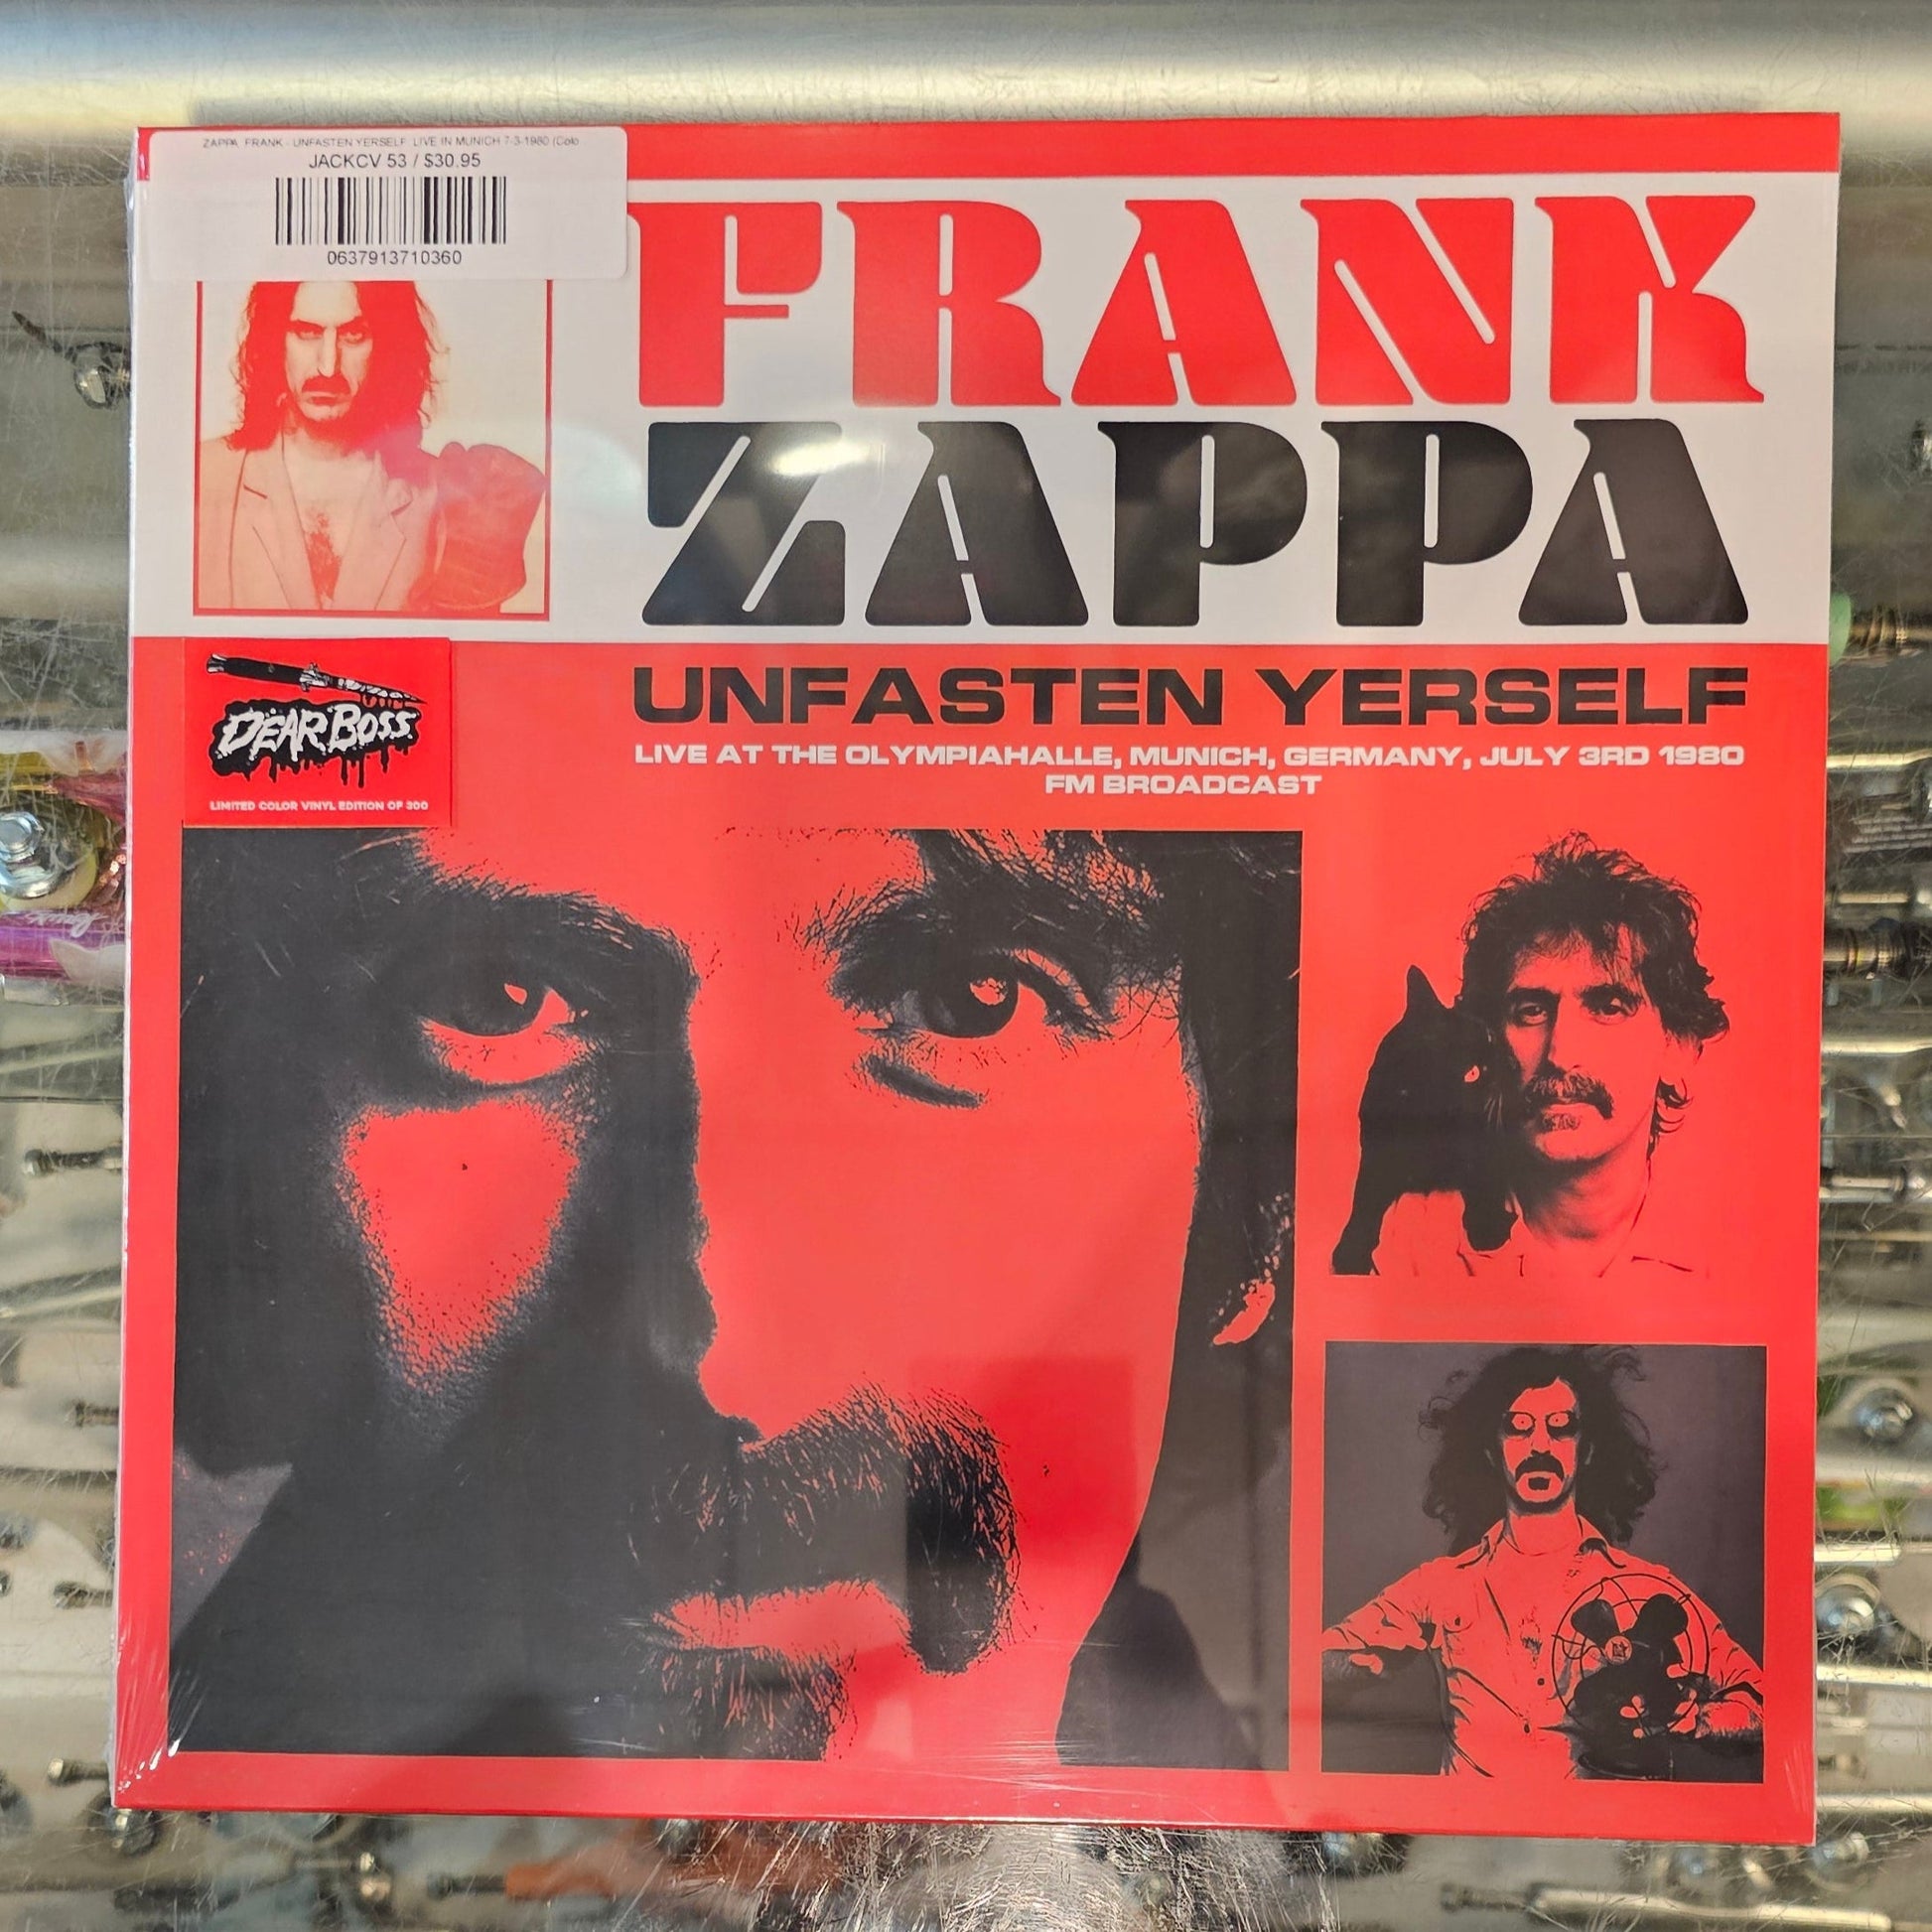 ZAPPA, FRANK - UNFASTEN YERSELF: LIVE IN MUNICH 7-3-1980 (Colo
JACKCV 53 / $30.95
0637913710360
FRANK
ZAPPA
UNFASTEN YERSELF
LIVE AT THE OLYMPIAHALLE, MUNICH, GERMANY, JULY 3RD 1980
FM BROADCAST
DEAR BOSS
LIMITED COLOR VINYL EDITION OF 300